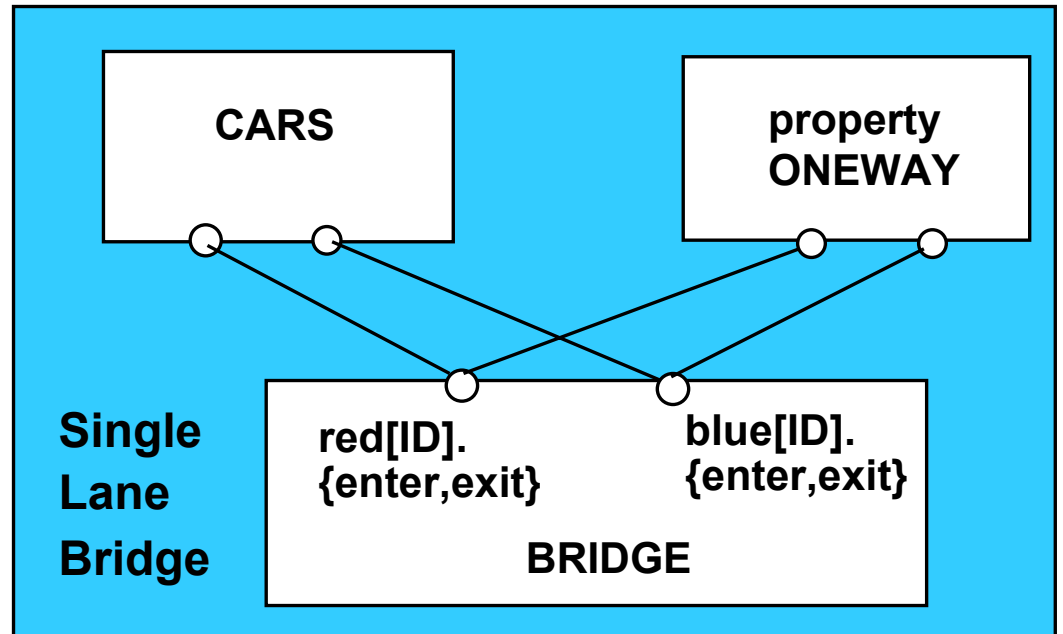 CARS
property
ONEWAY
Single
Lane
Bridge
red[ID].
{enter,exit}
blue[ID].
{enter,exit}
BRIDGE